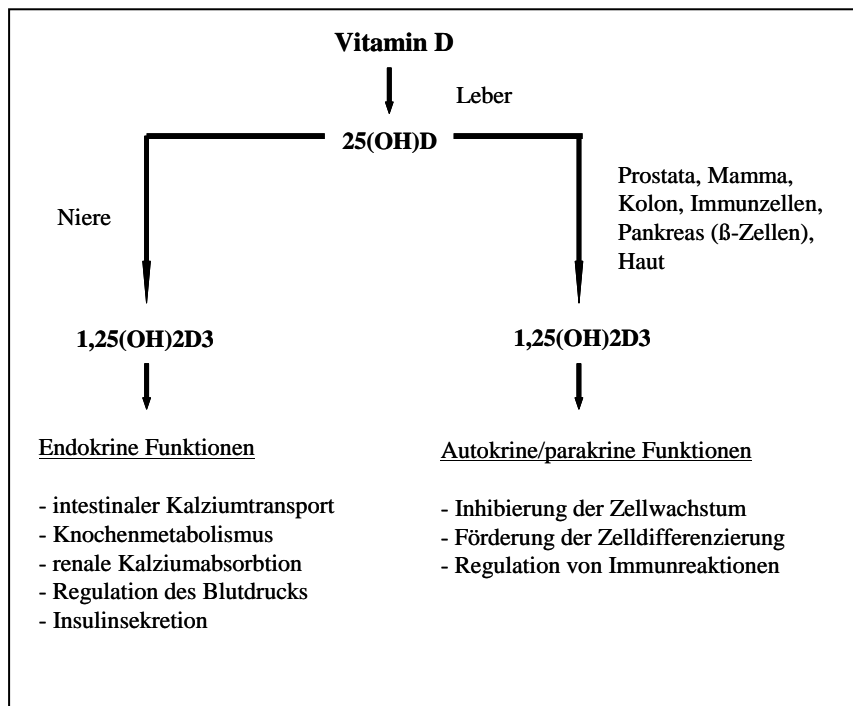 Vitamin D
Leber
25(OH)D
Niere
Prostata, Mamma,
Kolon, Immunzellen,
Pankreas (ß-Zellen),
Haut
1,25(OH)2D3
1,25(OH)2D3
Endokrine Funktionen
- intestinaler Kalziumtransport
- Knochenmetabolismus
- renale Kalziumabsorbtion
- Regulation des Blutdrucks
- Insulinsekretion
Autokrine/parakrine Funktionen
- Inhibierung der Zellwachstum
- Förderung der Zelldifferenzierung
- Regulation von Immunreaktionen